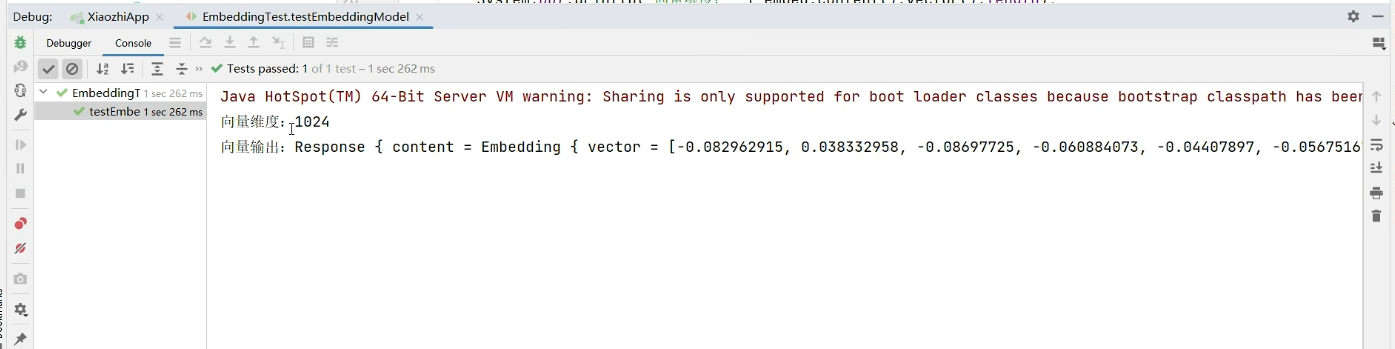 Debug: XiaozhiApp EmbeddingTest.testEmbeddingModel
Debugger Console
Tests passed: 1 of 1 test – 1 sec 262 ms
EmbeddingT 1 sec 262 ms
testEmbe 1 sec 262 ms
Java HotSpot(TM) 64-Bit Server VM warning: Sharing is only supported for boot loader classes because bootstrap classpath has been
向量维度：1024
向量输出：Response { content = Embedding { vector = [-0.082962915, 0.038332958, -0.08697725, -0.060884073, -0.04407897, -0.0567516